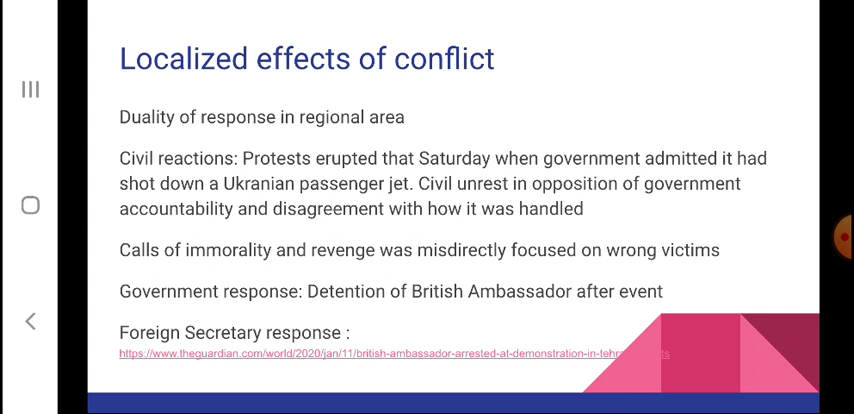 Localized effects of conflict
Duality of response in regional area
Civil reactions: Protests erupted that Saturday when government admitted it had
shot down a Ukranian passenger jet. Civil unrest in opposition of government
accountability and disagreement with how it was handled
Calls of immorality and revenge was misdirectly focused on wrong victims
Government response: Detention of British Ambassador after event
Foreign Secretary response :
https://www.theguardian.com/world/2020/jan/11/british-ambassador-arrested-at-demonstration-in-tehr